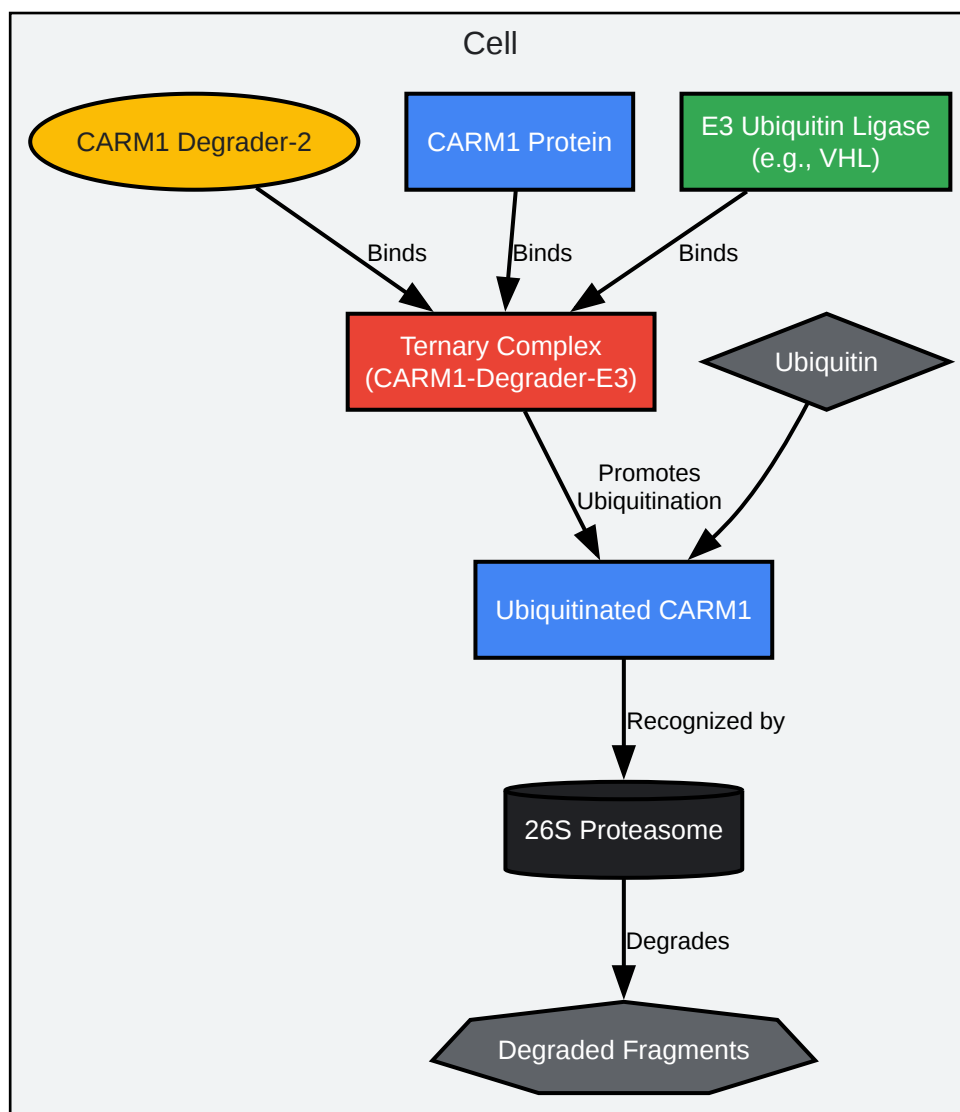 Cell
CARM1 Degrader-2
CARM1 Protein
E3 Ubiquitin Ligase
(e.g., VHL)
Binds
Binds
Binds
Ternary Complex
(CARM1-Degrader-E3)
Ubiquitin
Promotes
Ubiquitination
Ubiquitinated CARM1
Recognized by
26S Proteasome
Degrades
Degraded Fragments